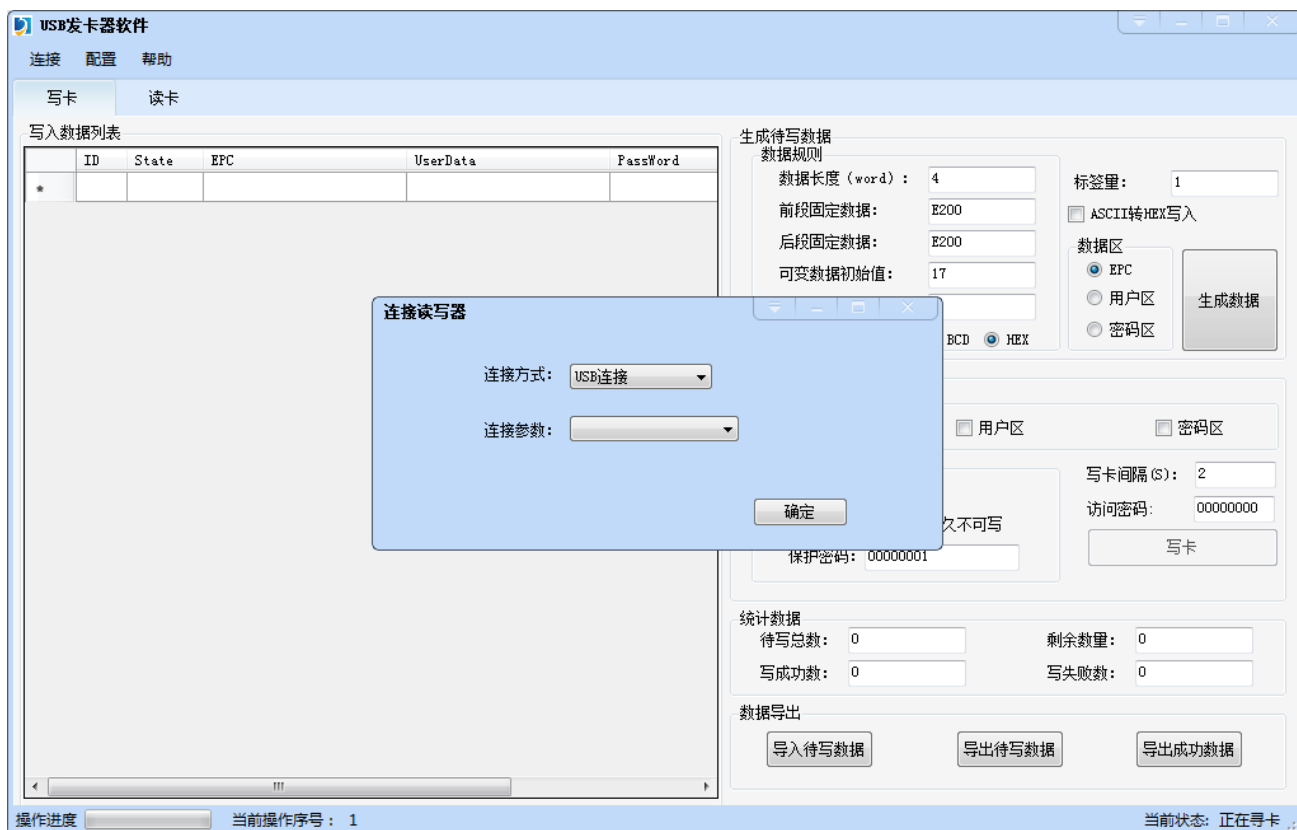 USB发卡器软件
连接 配置 帮助
写卡 读卡
写入数据列表
ID State EPC UserData PassWord
*
生成待写数据
数据规则
数据长度(word): 4
前段固定数据: E200
后段固定数据: E200
可变数据初始值: 17
BCD HEX
标签量: 1
ASCII转HEX写入
数据区
EPC
用户区
密码区
生成数据
连接读写器
连接方式: USB连接
连接参数:
确定
用户区 密码区
久不可写
保护密码: 00000001
写卡间隔(S): 2
访问密码: 00000000
写卡
统计数据
待写总数: 0 剩余数量: 0
写成功数: 0 写失败数: 0
数据导出
导入待写数据 导出待写数据 导出成功数据
操作进度 当前操作序号: 1 当前状态: 正在寻卡